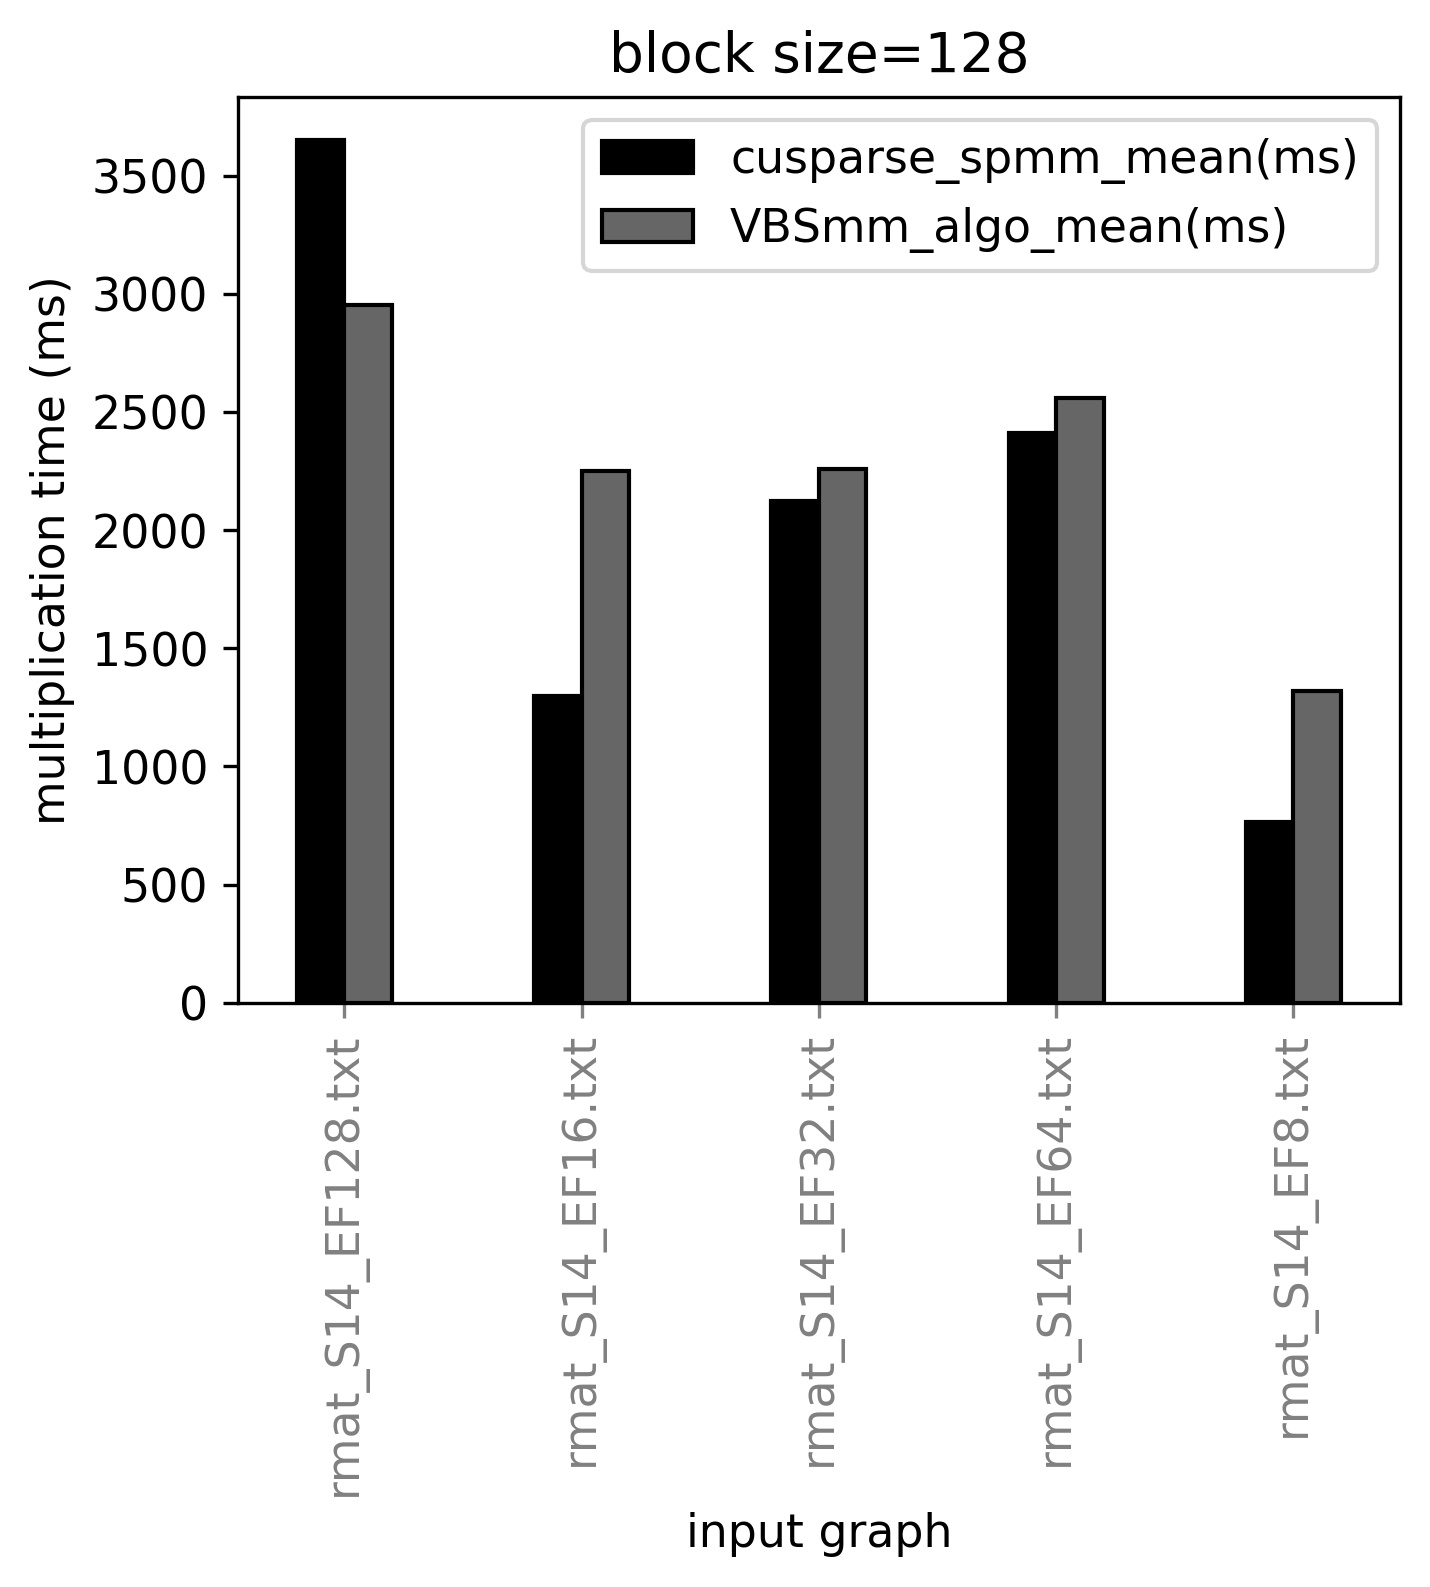 block size=128
cusparse_spmm_mean(ms)
VBSmm_algo_mean(ms)
multiplication time (ms)
3500
3000
2500
2000
1500
1000
500
0
rmat_S14_EF128.txt
rmat_S14_EF16.txt
rmat_S14_EF32.txt
rmat_S14_EF64.txt
rmat_S14_EF8.txt
input graph